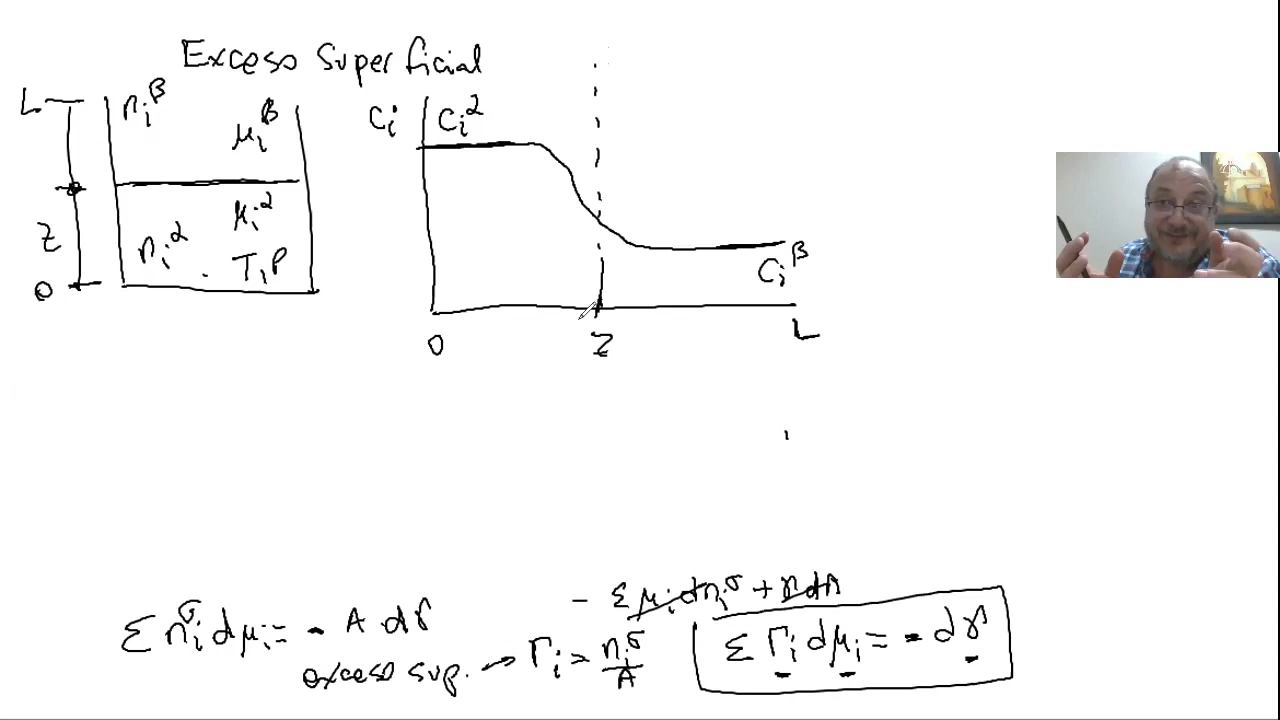 Exceso Superficial
L
n_i^β
μ_i^β
z
μ_i^α
n_i^α
T, P
0
C_i
C_i^α
C_i^β
0
z
L
- Σ μ_i dn_i^σ + γ dA
Σ n_i^σ dμ_i = - A dγ
exceso sup. → Γ_i = n_i^σ / A
Σ Γ_i dμ_i = - dγ